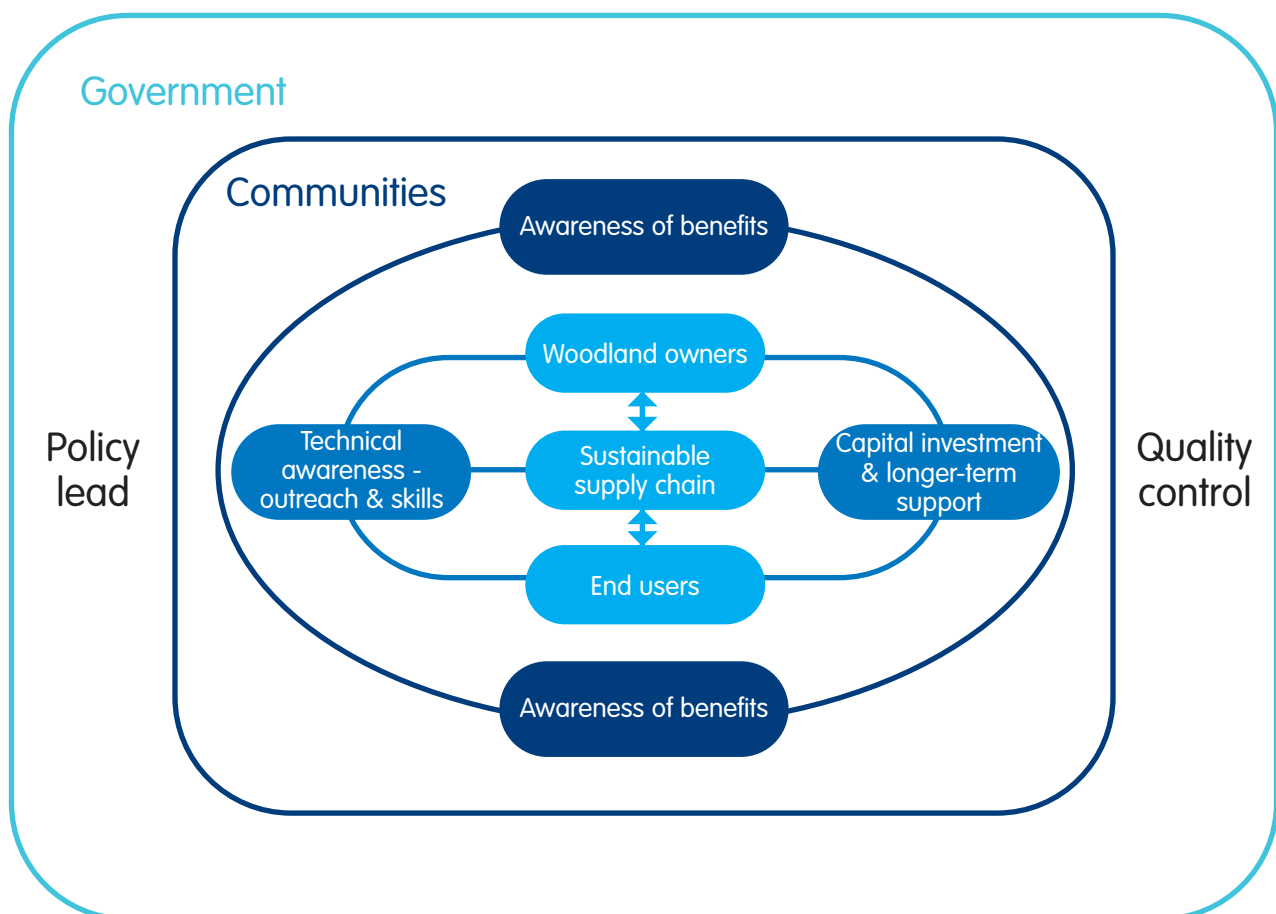 Government
Communities
Awareness of benefits
Woodland owners
Policy
lead
Technical
awareness -
outreach & skills
Sustainable
supply chain
Capital investment
& longer-term
support
Quality
control
End users
Awareness of benefits